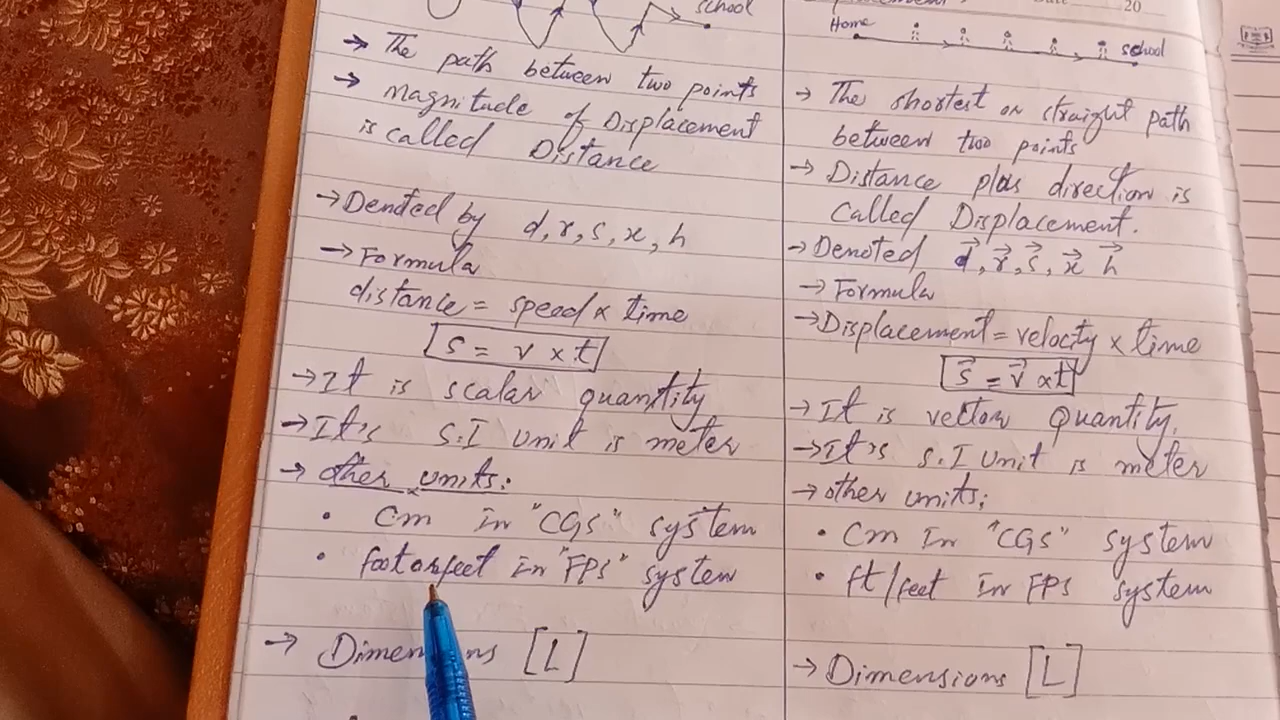 school
→ The path between two points
→ magnitude of Displacement
is called Distance
→ Denoted by d, r, s, x, h
→ Formula
distance = speed × time
s = v × t
→ It is scalar quantity
→ It's S.I Unit is meter
→ other units:
• Cm in "CGS" system
• foot or feet in "FPS" system
→ Dimensions [L]
20
Home
school
→ The shortest or straight path
between two points
→ Distance plus direction is
called Displacement.
→ Denoted d⃗, r⃗, s⃗, x⃗ h⃗
→ Formula
→ Displacement = velocty × time
s⃗ = v⃗ × t
→ It is vector Quantity.
→ It's S.I Unit is meter
→ other units;
• Cm In "CGS" system
• ft/feet In FPS system
→ Dimensions [L]